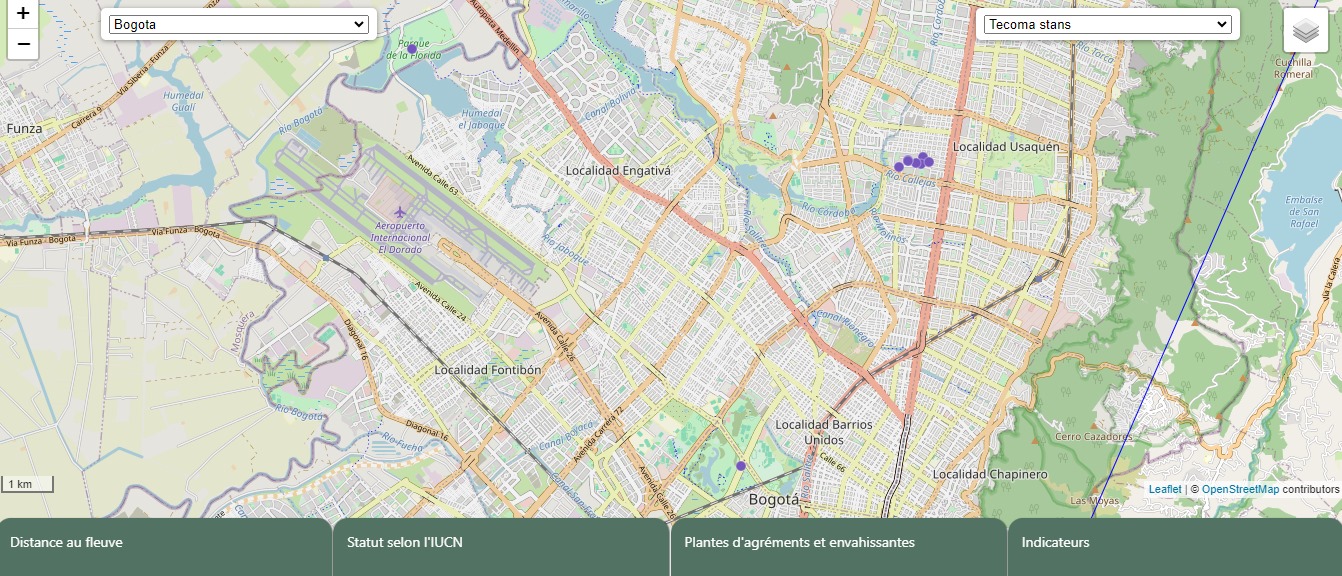 +
−
Bogota
Tecoma stans
Autopista Medellín
Parque
de la Florida
Vía Siberia - Funza
Carrera 9
Funza
Humedal
Gualí
Río Bogotá
Humedal
el Jaboque
Canal Bolivia
Río Torca
Cuchilla
Romeral
Localidad Usaquén
Localidad Engativá
Avenida Calle 63
Río Callejas
Río Córdoba
Río Molinos
Río Salitre
Río Jaboque
Aeropuerto
Internacional
El Dorado
Embalse
de San
Rafael
Vía Funza - Bogota
Vía Funza - Bogota
Vía la Calera
Avenida Calle 24
Avenida Calle 26
Diagonal 16
Mosquera
Canal Rionegro
Localidad Fontibón
Río Bogotá
Diagonal 16
Río Fucha
Canal Boyacá
Avenida Carrera 72
Localidad Barrios
Unidos
Calle 66
Cerro Cazadores
Localidad Chapinero
Las Moyas
Bogotá
1 km
Leaflet | © OpenStreetMap contributors
Distance au fleuve
Statut selon l'IUCN
Plantes d'agréments et envahissantes
Indicateurs